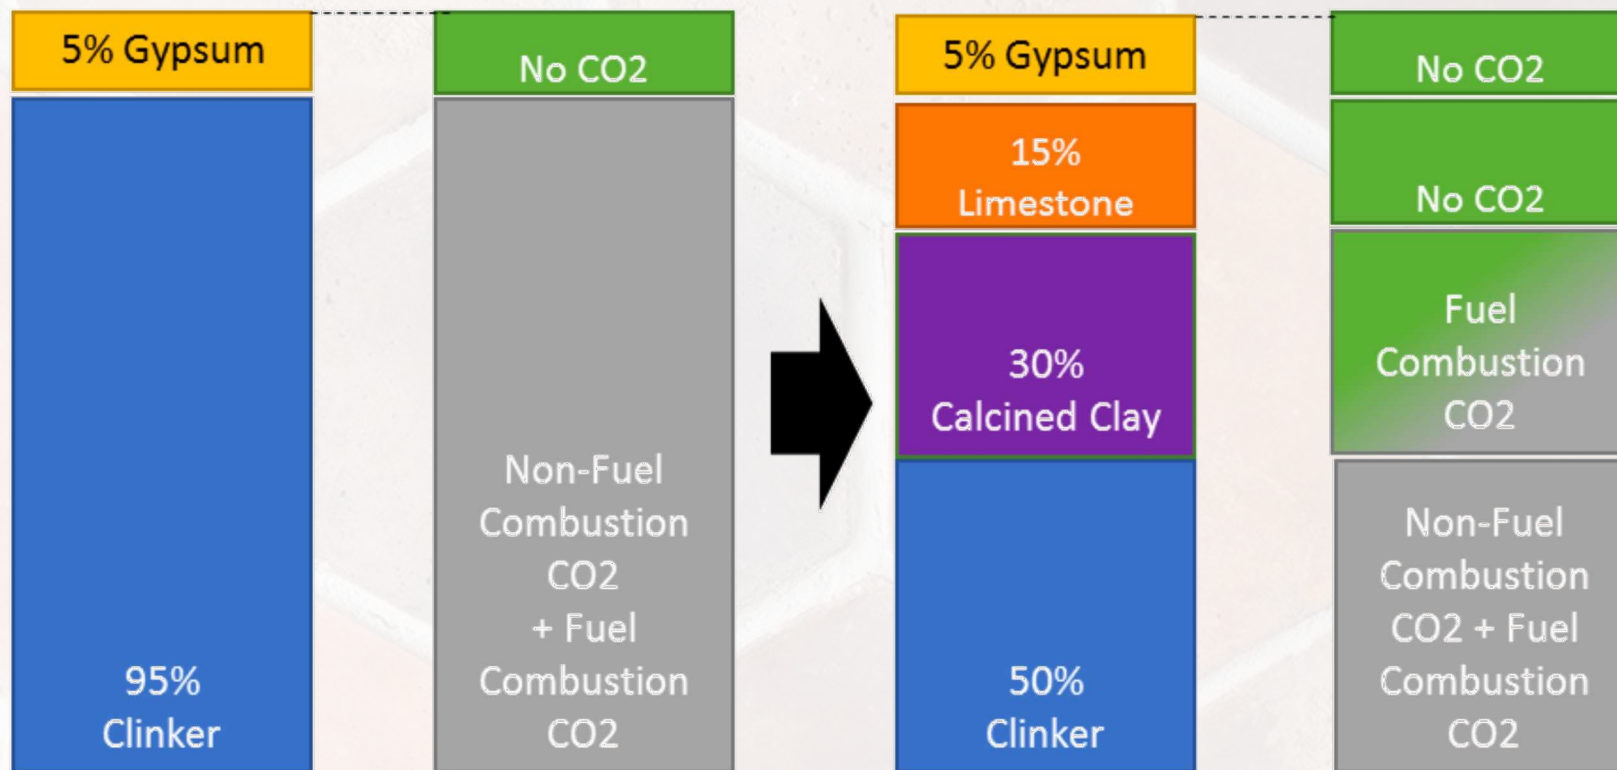 5% Gypsum
95%
Clinker
No CO2
Non-Fuel
Combustion
CO2
+ Fuel
Combustion
CO2
5% Gypsum
15%
Limestone
30%
Calcined Clay
50%
Clinker
No CO2
No CO2
Fuel
Combustion
CO2
Non-Fuel
Combustion
CO2 + Fuel
Combustion
CO2